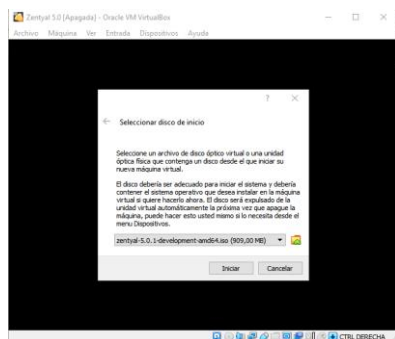 Zentyal 5.0 [Apagada] - Oracle VM VirtualBox
Archivo Máquina Ver Entrada Dispositivos Ayuda
Seleccionar disco de inicio
Seleccione un archivo de disco óptico virtual o una unidad
óptica física que contenga un disco desde el que iniciar su
nueva máquina virtual.
El disco debería ser adecuado para iniciar el sistema y debería
contener el sistema operativo que desea instalar en la máquina
virtual si quiere hacerlo ahora. El disco será expulsado de la
unidad virtual automáticamente la próxima vez que apague la
máquina, puede hacer esto usted mismo si lo necesita desde el
menu Dispositivos.
zentyal-5.0.1-development-amd64.iso (909,00 MB)
Iniciar Cancelar
CTRL DERECHA